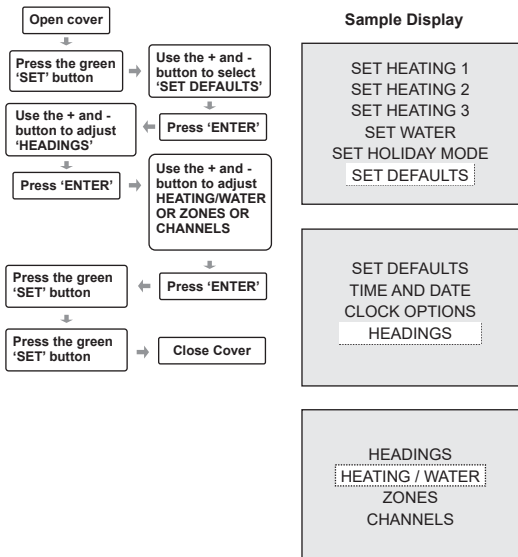 Open cover
Press the green
'SET' button
Use the + and -
button to select
'SET DEFAULTS'
Press 'ENTER'
Use the + and -
button to adjust
'HEADINGS'
Press 'ENTER'
Use the + and -
button to adjust
HEATING/WATER
OR ZONES OR
CHANNELS
Press 'ENTER'
Press the green
'SET' button
Press the green
'SET' button
Close Cover
Sample Display
SET HEATING 1
SET HEATING 2
SET HEATING 3
SET WATER
SET HOLIDAY MODE
SET DEFAULTS
SET DEFAULTS
TIME AND DATE
CLOCK OPTIONS
HEADINGS
HEADINGS
HEATING / WATER
ZONES
CHANNELS